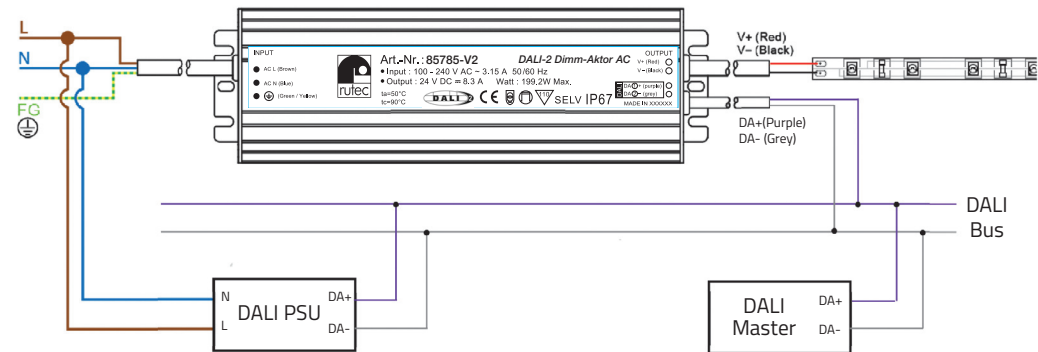 L
N
FG
INPUT
AC L (Brown)
AC N (Blue)
(Green / Yellow)
rutec
Art.-Nr.: 85785-V2
DALI-2 Dimm-Aktor AC
• Input : 100 - 240 V AC ~ 3.15 A 50/60 Hz
• Output : 24 V DC = 8.3 A Watt : 199,2W Max.
ta=50°C
tc=90°C
DALI 2
CE
110
SELV IP67
OUTPUT
V+ (Red)
V– (Black)
DALI
DA + (purple)
DA – (grey)
MADE IN XXXXXX
V+ (Red)
V– (Black)
DA+(Purple)
DA- (Grey)
DALI
Bus
N
L
DALI PSU
DA+
DA-
DALI
Master
DA+
DA-